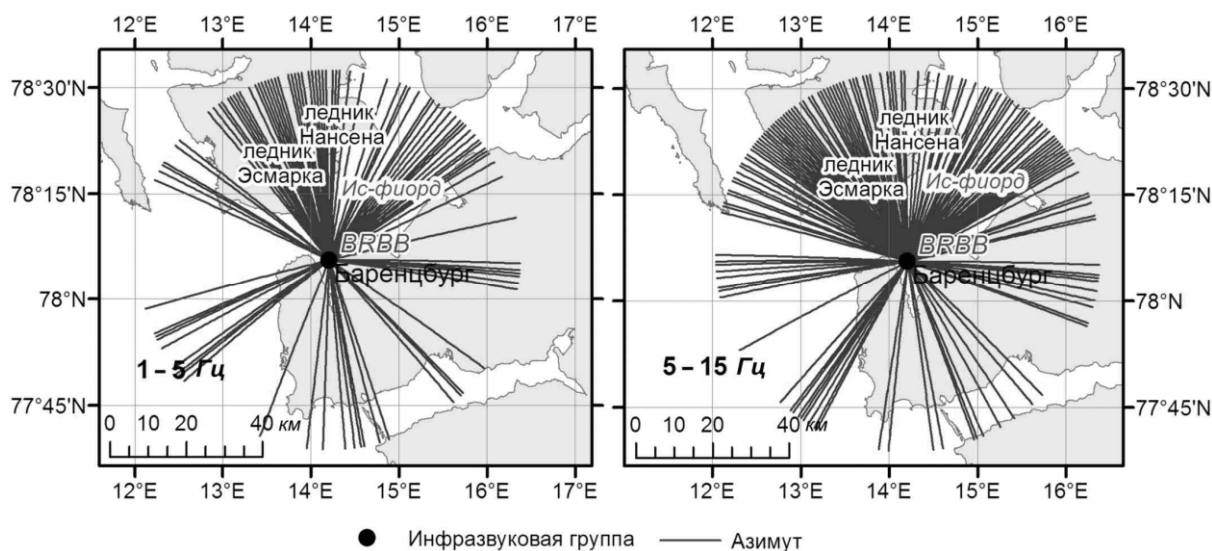 12°E 13°E 14°E 15°E 16°E 17°E
12°E 13°E 14°E 15°E 16°E
78°30'N
78°15'N
78°N
77°45'N
ледник
Нансена
ледник
Эсмарка
Ис-фиорд
BRBB
Баренцбург
1 – 5 Гц
0 10 20 40 км
12°E 13°E 14°E 15°E 16°E 17°E
ледник
Нансена
ледник
Эсмарка
Ис-фиорд
BRBB
Баренцбург
5 – 15 Гц
0 10 20 40 км
78°30'N
78°15'N
78°N
77°45'N
12°E 13°E 14°E 15°E 16°E
Инфразвуковая группа Азимут